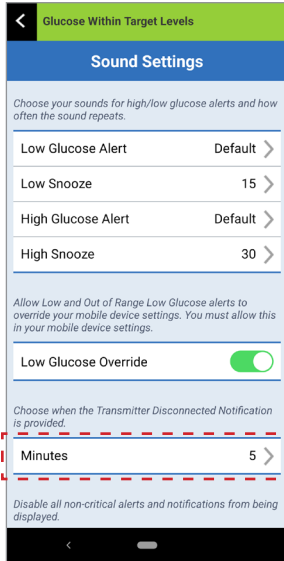 Glucose Within Target Levels
Sound Settings
Choose your sounds for high/low glucose alerts and how
often the sound repeats.
Low Glucose Alert Default
Low Snooze 15
High Glucose Alert Default
High Snooze 30
Allow Low and Out of Range Low Glucose alerts to
override your mobile device settings. You must allow this
in your mobile device settings.
Low Glucose Override
Choose when the Transmitter Disconnected Notification
is provided.
Minutes 5
Disable all non-critical alerts and notifications from being
displayed.